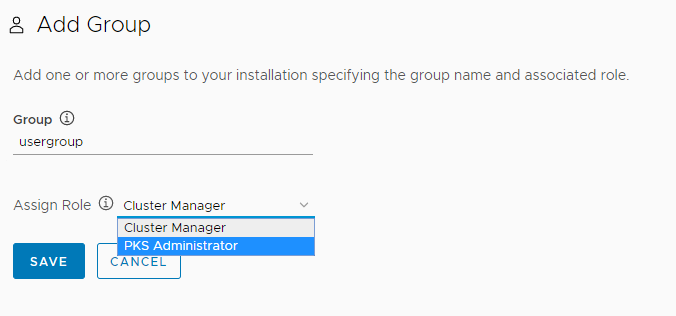 Add Group
Add one or more groups to your installation specifying the group name and associated role.
Group
usergroup
Assign Role Cluster Manager
Cluster Manager
PKS Administrator
SAVE CANCEL